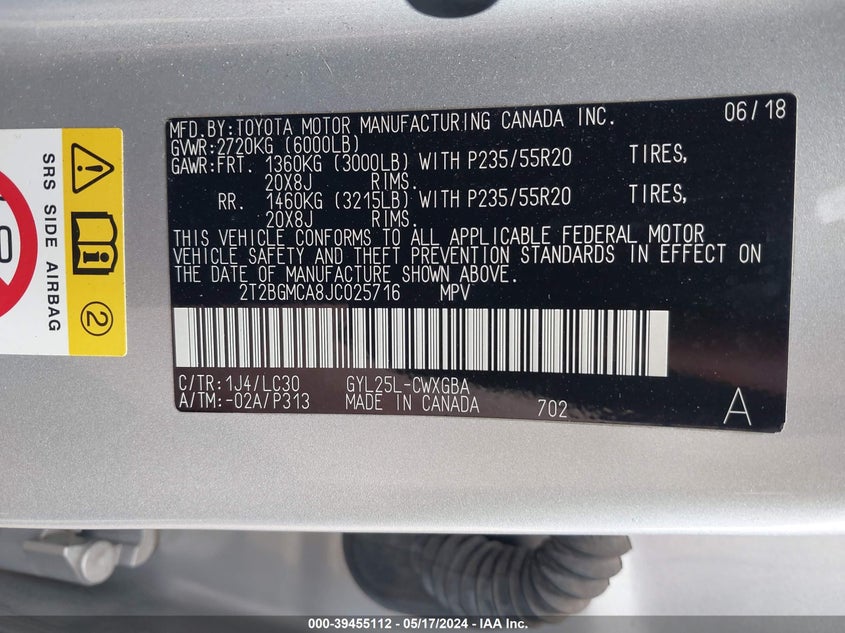 MFD.BY:TOYOTA MOTOR MANUFACTURING CANADA INC. 06/18
GVWR:2720KG (6000LB)
GAWR:FRT. 1360KG (3000LB) WITH P235/55R20 TIRES,
20X8J RIMS.
RR. 1460KG (3215LB) WITH P235/55R20 TIRES,
20X8J RIMS.
THIS VEHICLE CONFORMS TO ALL APPLICABLE FEDERAL MOTOR
VEHICLE SAFETY AND THEFT PREVENTION STANDARDS IN EFFECT ON
THE DATE OF MANUFACTURE SHOWN ABOVE.
2T2BGMCA8JC025716 MPV
C/TR:1J4/LC30 GYL25L-CWXGBA
A/TM:-02A/P313 MADE IN CANADA 702 A
SRS SIDE AIRBAG
2
000-39455112 - 05/17/2024 - IAA Inc.